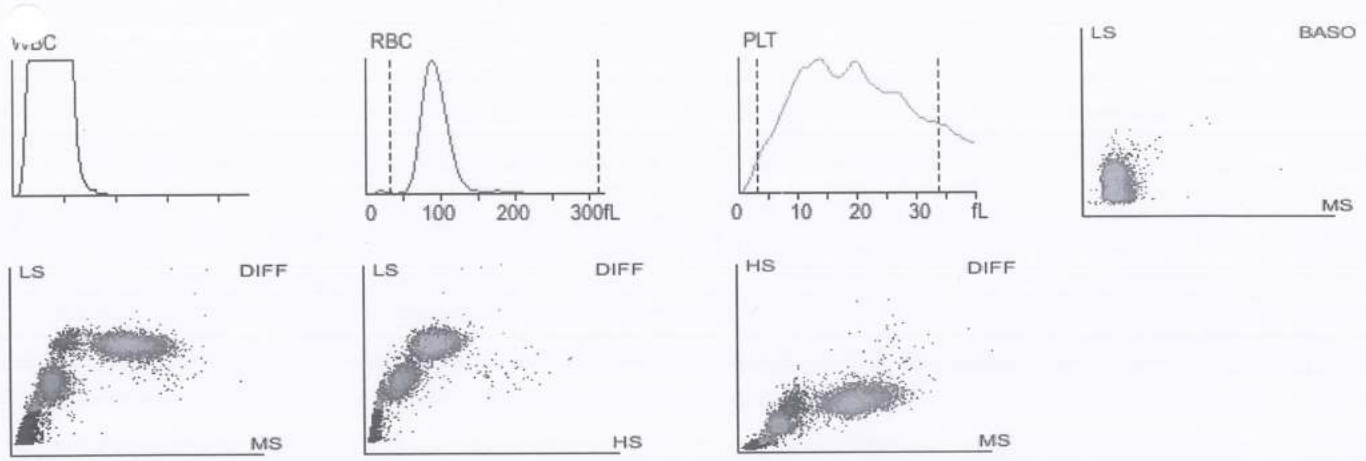 WBC
RBC
0 100 200 300fL
PLT
0 10 20 30 fL
LS BASO
MS
LS DIFF
MS
LS DIFF
HS
HS DIFF
MS